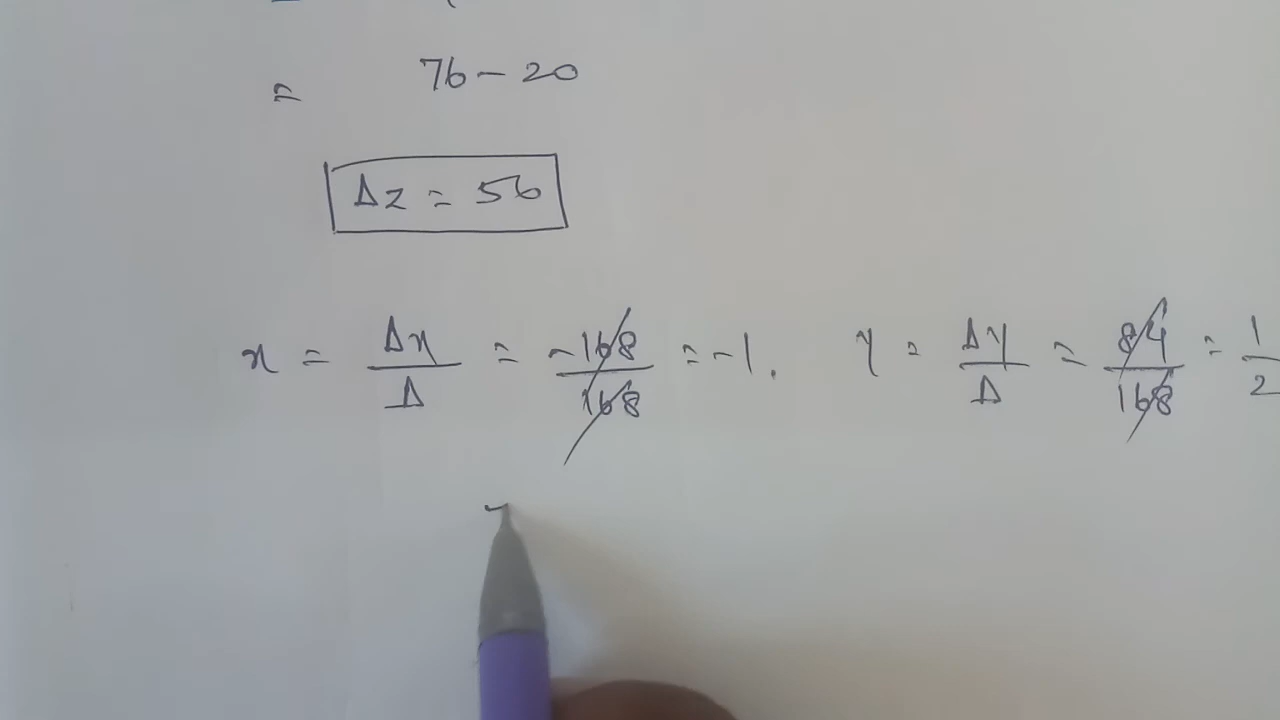 = 76 - 20
Δz = 56
x = Δx/Δ = -168/168 = -1. y = Δy/Δ = 84/168 = 1/2